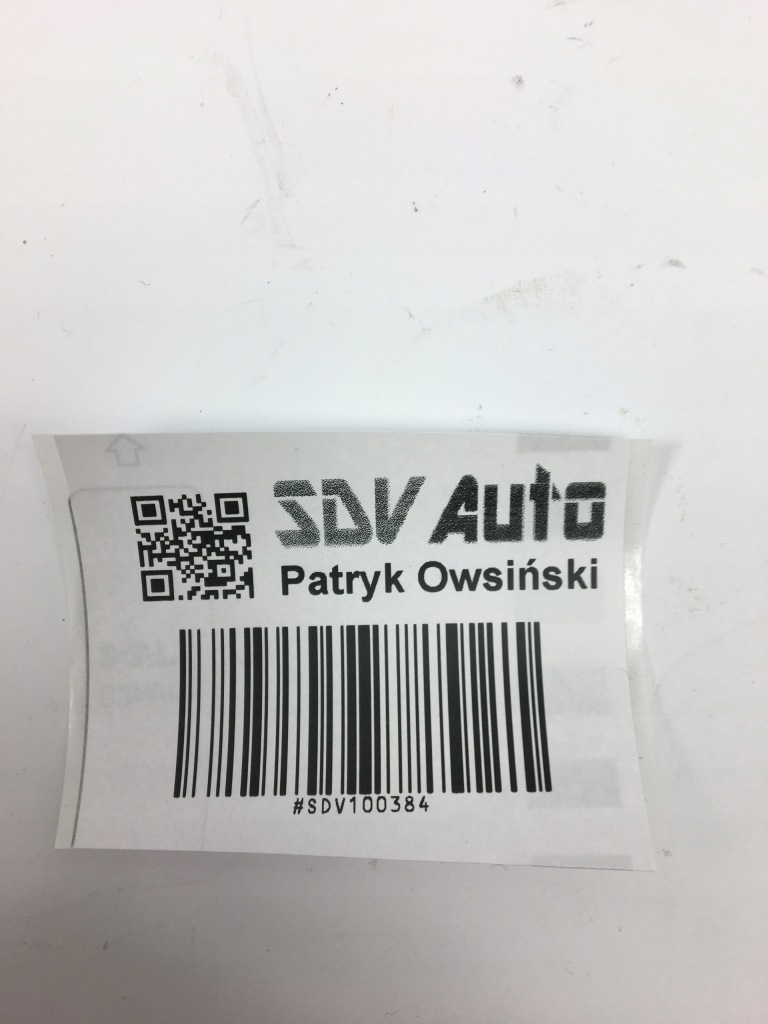 SDV Auto
Patryk Owsiński
#SDV100384